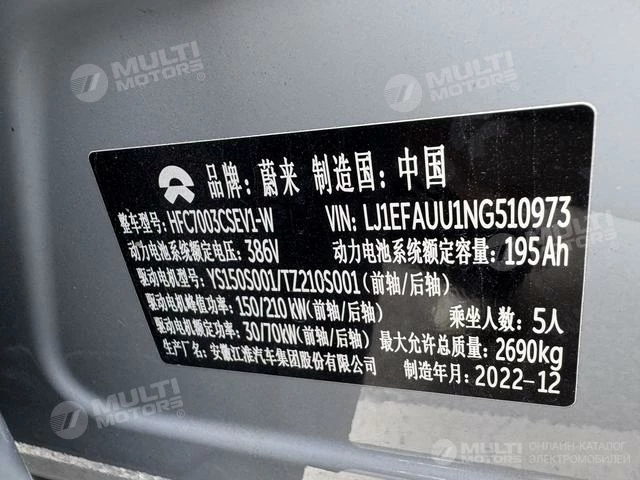 MULTI MOTORS®
MULTI MOTORS®
品牌: 蔚来 制造国: 中国
整车型号: HFC7003CSEV1-W VIN: LJ1EFAUU1NG510973
动力电池系统额定电压: 386V 动力电池系统额定容量: 195Ah
驱动电机型号: YS150S001/TZ210S001(前轴/后轴)
驱动电机峰值功率: 150/210kW(前轴/后轴) 乘坐人数: 5人
驱动电机额定功率: 30/70kW(前轴/后轴) 最大允许总质量: 2690kg
生产厂名: 安徽江淮汽车集团股份有限公司 制造年月: 2022-12
MULTI MOTORS®
MULTI MOTORS®
ОНЛАЙН-КАТАЛОГ
ЭЛЕКТРОМОБИЛЕЙ